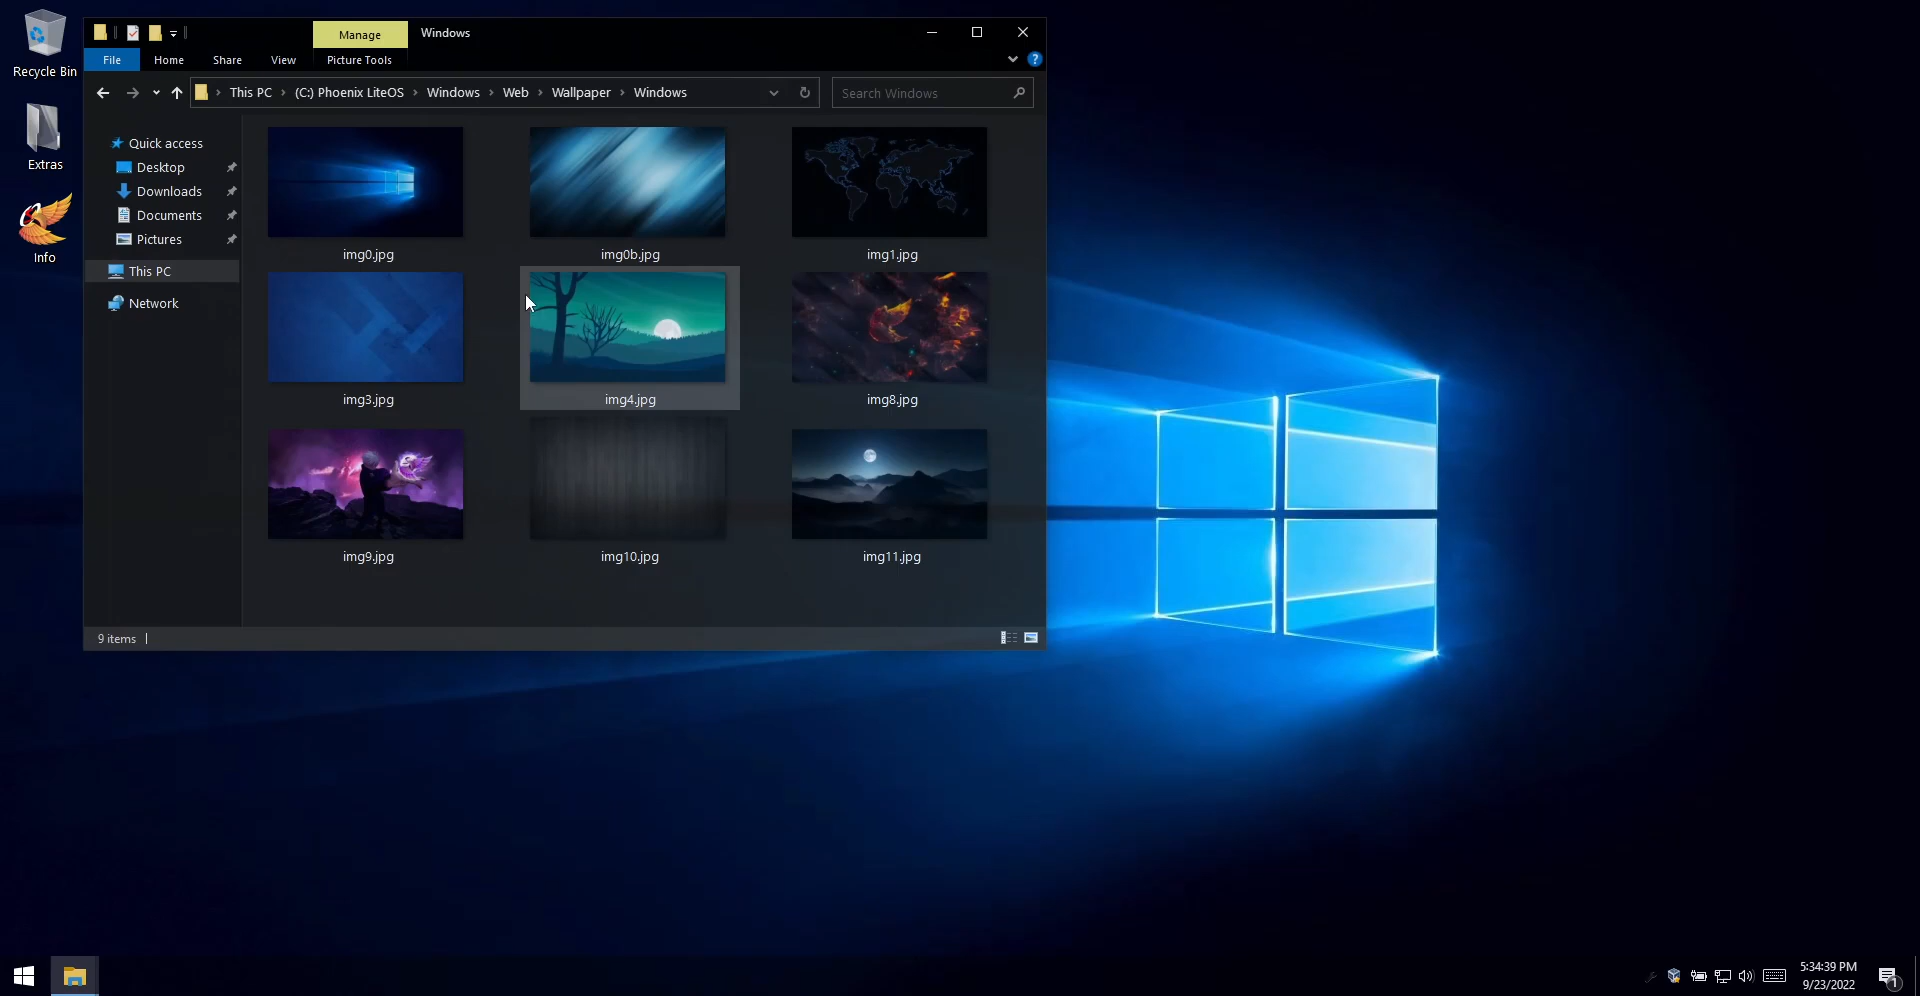 Manage
Windows
File
Home
Share
View
Picture Tools
?
This PC
(C:) Phoenix LiteOS
Windows
Web
Wallpaper
Windows
Search Windows
Recycle Bin
Extras
Info
Quick access
Desktop
Downloads
Documents
Pictures
This PC
Network
img0.jpg
img0b.jpg
img1.jpg
img3.jpg
img4.jpg
img8.jpg
img9.jpg
img10.jpg
img11.jpg
9 items
5:34:39 PM
9/23/2022
1